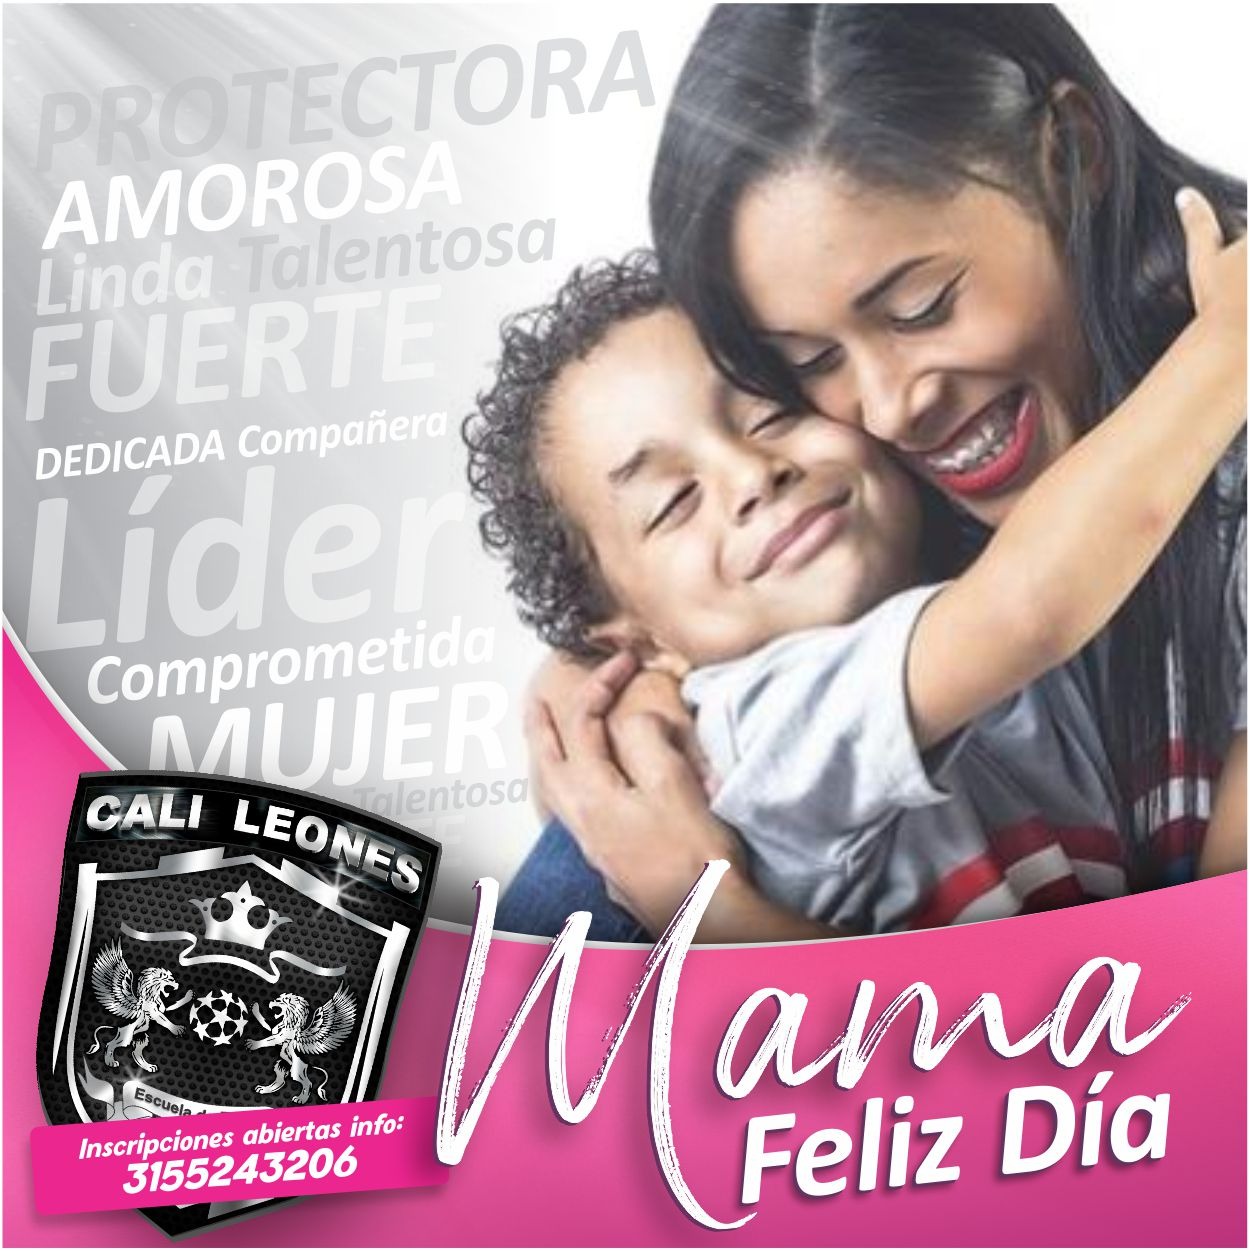 PROTECTORA
AMOROSA
Linda Talentosa
FUERTE
DEDICADA Compañera
Líder
Comprometida
MUJER
Talentosa
CALI LEONES
Escuela
Inscripciones abiertas info:
3155243206
Mama
Feliz Día